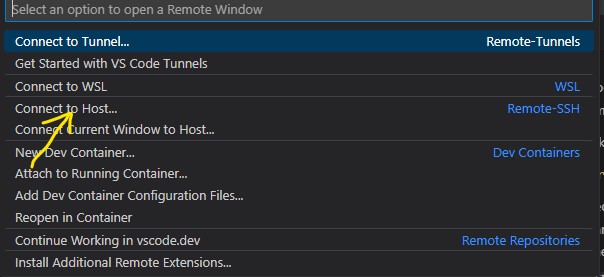 Select an option to open a Remote Window
Connect to Tunnel... Remote-Tunnels
Get Started with VS Code Tunnels
Connect to WSL WSL
Connect to Host... Remote-SSH
Connect Current Window to Host...
New Dev Container... Dev Containers
Attach to Running Container...
Add Dev Container Configuration Files...
Reopen in Container
Continue Working in vscode.dev Remote Repositories
Install Additional Remote Extensions...